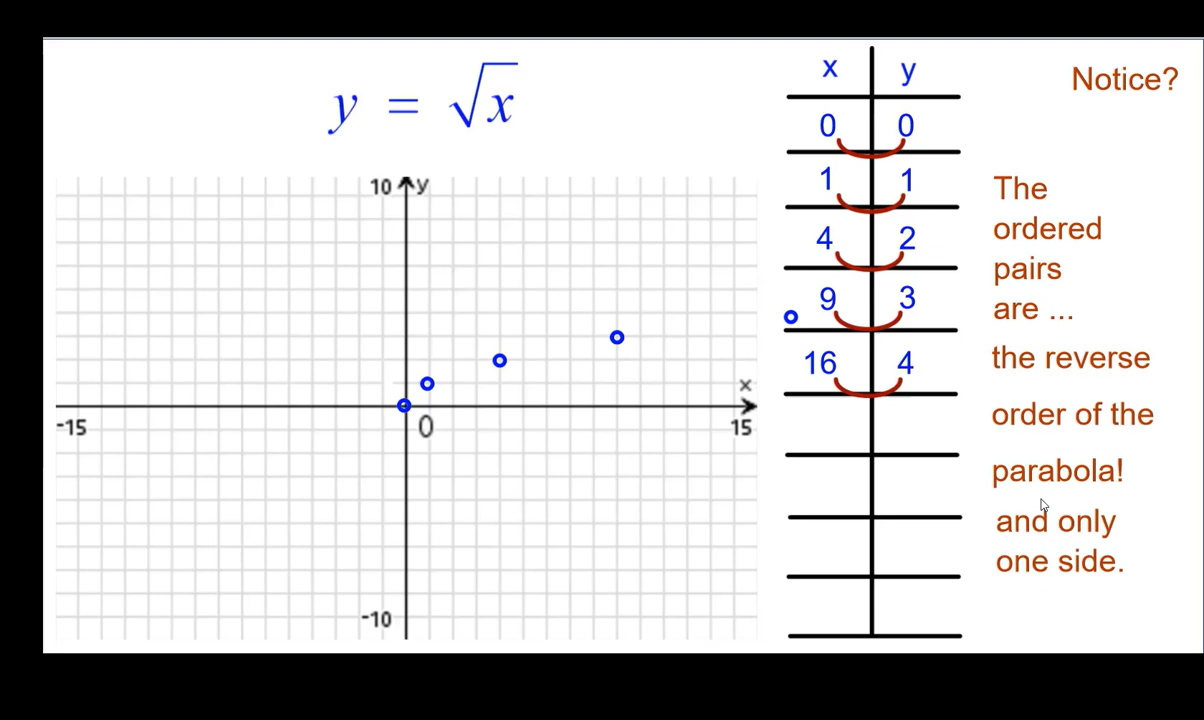 y = √x
10 y
x
-15 0 15
-10
x y
0 0
1 1
4 2
9 3
16 4
Notice?
The
ordered
pairs
are ...
the reverse
order of the
parabola!
and only
one side.